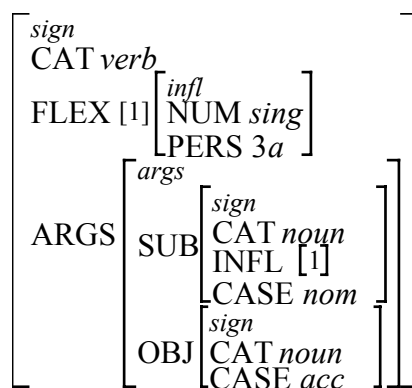 sign
CAT verb
infl
FLEX [1] NUM sing
PERS 3a
args
sign
CAT noun
ARGS SUB
INFL [1]
CASE nom
sign
OBJ CAT noun
CASE acc